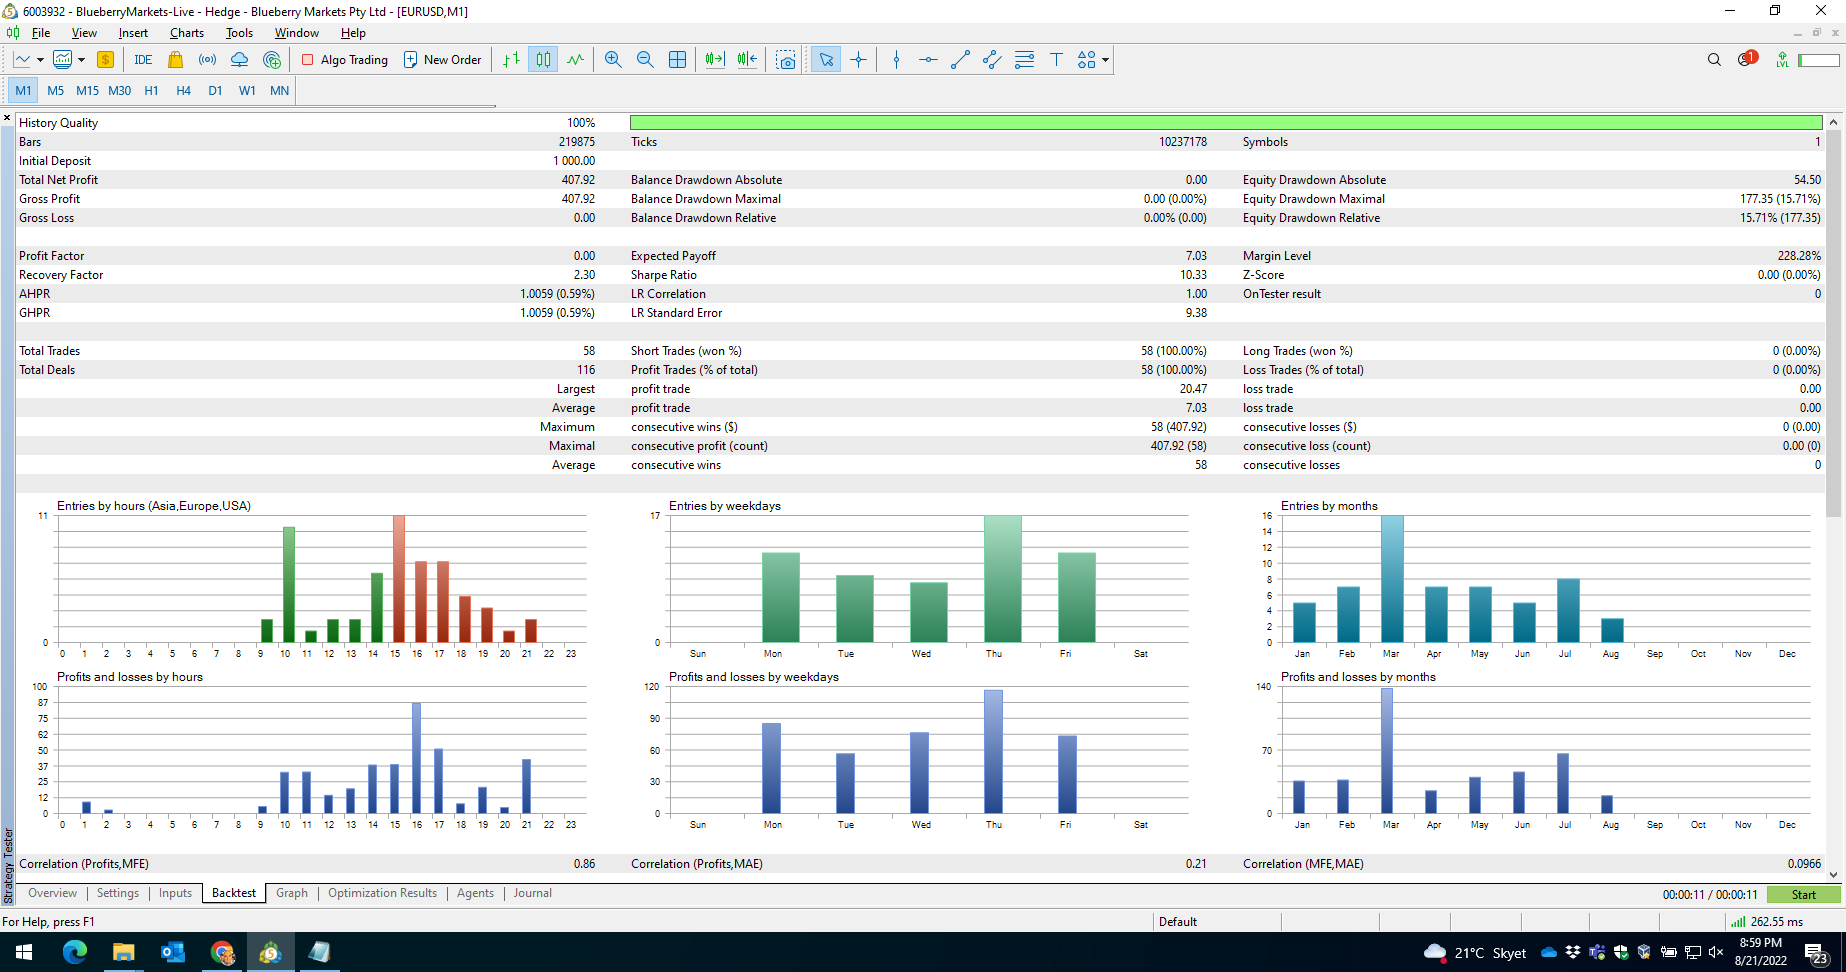 6003932 - BlueberryMarkets-Live - Hedge - Blueberry Markets Pty Ltd - [EURUSD,M1]
File View Insert Charts Tools Window Help
IDE Algo Trading New Order 1 LVL
M1 M5 M15 M30 H1 H4 D1 W1 MN
History Quality 100%
Bars 219875 Ticks 10237178 Symbols 1
Initial Deposit 1 000.00
Total Net Profit 407.92 Balance Drawdown Absolute 0.00 Equity Drawdown Absolute 54.50
Gross Profit 407.92 Balance Drawdown Maximal 0.00 (0.00%) Equity Drawdown Maximal 177.35 (15.71%)
Gross Loss 0.00 Balance Drawdown Relative 0.00% (0.00) Equity Drawdown Relative 15.71% (177.35)
Profit Factor 0.00 Expected Payoff 7.03 Margin Level 228.28%
Recovery Factor 2.30 Sharpe Ratio 10.33 Z-Score 0.00 (0.00%)
AHPR 1.0059 (0.59%) LR Correlation 1.00 OnTester result 0
GHPR 1.0059 (0.59%) LR Standard Error 9.38
Total Trades 58 Short Trades (won %) 58 (100.00%) Long Trades (won %) 0 (0.00%)
Total Deals 116 Profit Trades (% of total) 58 (100.00%) Loss Trades (% of total) 0 (0.00%)
Largest profit trade 20.47 loss trade 0.00
Average profit trade 7.03 loss trade 0.00
Maximum consecutive wins ($) 58 (407.92) consecutive losses ($) 0 (0.00)
Maximal consecutive profit (count) 407.92 (58) consecutive loss (count) 0.00 (0)
Average consecutive wins 58 consecutive losses 0
Entries by hours (Asia,Europe,USA)
11
0
0 1 2 3 4 5 6 7 8 9 10 11 12 13 14 15 16 17 18 19 20 21 22 23
Entries by weekdays
17
0
Sun Mon Tue Wed Thu Fri Sat
Entries by months
16
14
12
10
8
6
4
2
0
Jan Feb Mar Apr May Jun Jul Aug Sep Oct Nov Dec
Profits and losses by hours
100
87
75
62
50
37
25
12
0
0 1 2 3 4 5 6 7 8 9 10 11 12 13 14 15 16 17 18 19 20 21 22 23
Profits and losses by weekdays
120
90
60
30
0
Sun Mon Tue Wed Thu Fri Sat
Profits and losses by months
140
70
0
Jan Feb Mar Apr May Jun Jul Aug Sep Oct Nov Dec
Correlation (Profits,MFE) 0.86 Correlation (Profits,MAE) 0.21 Correlation (MFE,MAE) 0.0966
Strategy Tester
Overview Settings Inputs Backtest Graph Optimization Results Agents Journal 00:00:11 / 00:00:11 Start
For Help, press F1 Default 262.55 ms
21°C Skyet 8:59 PM
8/21/2022 23